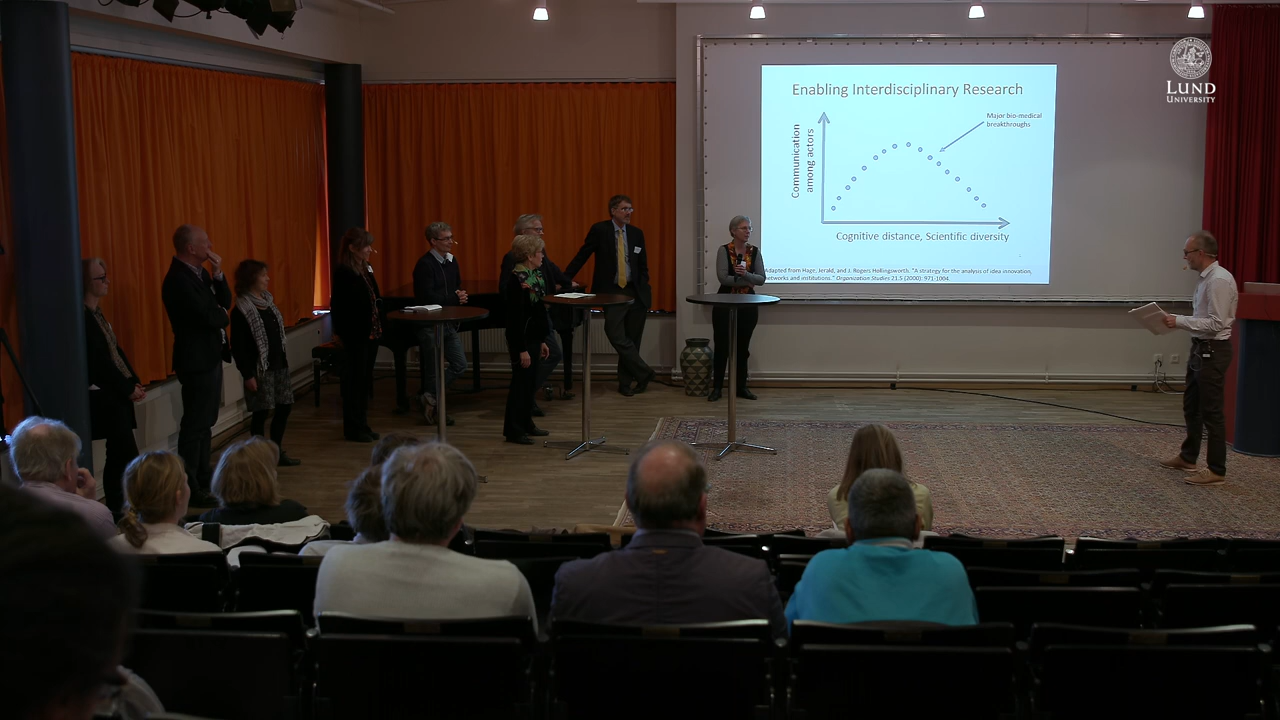 Enabling Interdisciplinary Research
Communication
among actors
Major bio-medical
breakthroughs
Cognitive distance, Scientific diversity
Adapted from Hage, Jerald, and J. Rogers Hollingsworth. "A strategy for the analysis of idea innovation,
networks and institutions." Organization Studies 21.5 (2000): 971-1004.
LUND
UNIVERSITY